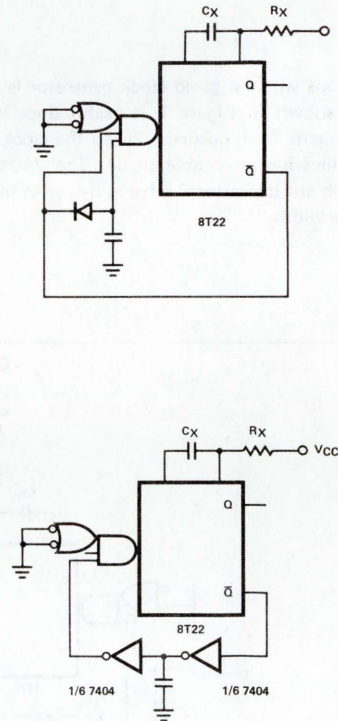 CX
RX
Q
Q̅
8T22
CX
RX
VCC
Q
Q̅
8T22
1/6 7404
1/6 7404